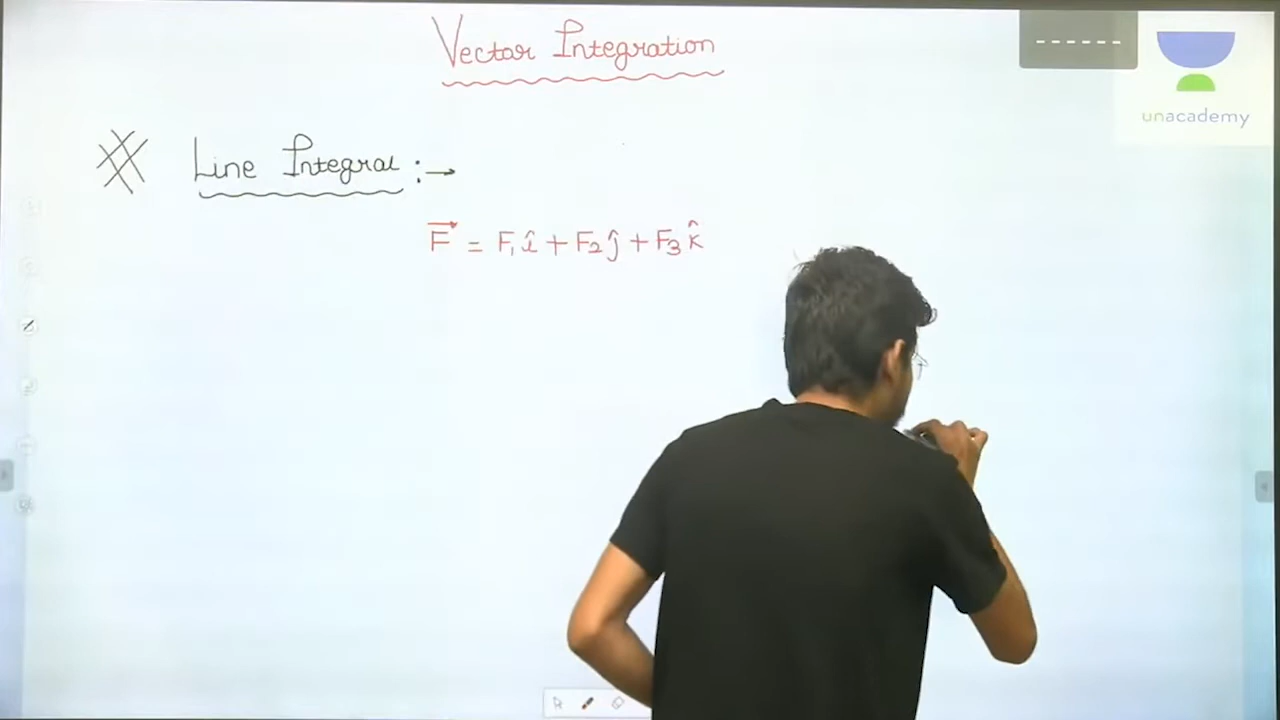 Vector Integration
unacademy
Line Integral :→
F⃗ = F₁î + F₂ĵ + F₃k̂